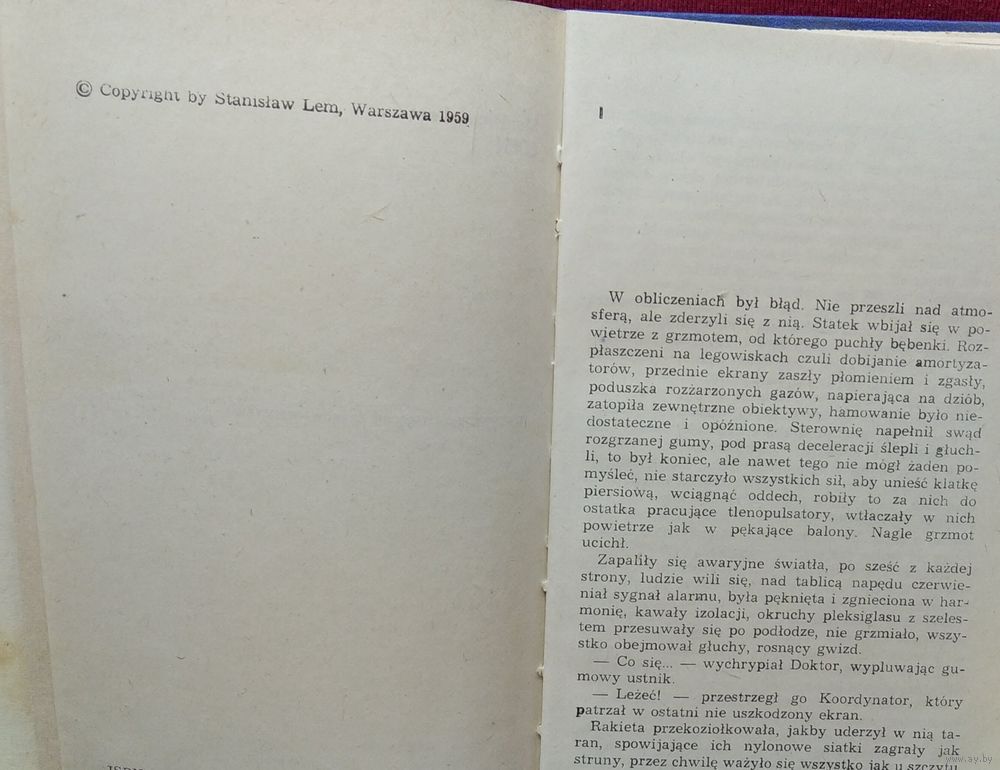 © Copyright by Stanisław Lem, Warszawa 1959
I
W obliczeniach był błąd. Nie przeszli nad atmo-
sferą, ale zderzyli się z nią. Statek wbijał się w po-
wietrze z grzmotem, od którego puchły bębenki. Roz-
płaszczeni na legowiskach czuli dobijanie amortyza-
torów, przednie ekrany zaszły płomieniem i zgasły,
poduszka rozżarzonych gazów, napierająca na dziób,
zatopiła zewnętrzne obiektywy, hamowanie było nie-
dostateczne i opóźnione. Sterownię napełnił swąd
rozgrzanej gumy, pod prasą deceleracji ślepli i głuch-
li, to był koniec, ale nawet tego nie mógł żaden po-
myśleć, nie starczyło wszystkich sił, aby unieść klatkę
piersiową, wciągnąć oddech, robiły to za nich do
ostatka pracujące tlenopulsatory, wtłaczały w nich
powietrze jak w pękające balony. Nagle grzmot
ucichł.
Zapaliły się awaryjne światła, po sześć z każdej
strony, ludzie wili się, nad tablicą napędu czerwie-
niał sygnał alarmu, była pęknięta i zgnieciona w har-
monię, kawały izolacji, okruchy pleksiglasu z szeles-
tem przesuwały się po podłodze, nie grzmiało, wszy-
stko obejmował głuchy, rosnący gwizd.
— Co się... — wychrypiał Doktor, wypluwając gu-
mowy ustnik.
— Leżeć! — przestrzegł go Koordynator, który
patrzał w ostatni nie uszkodzony ekran.
Rakieta przekoziołkowała, jakby uderzył w nią ta-
ran, spowijające ich nylonowe siatki zagrały jak
struny, przez chwilę ważyło się wszystko jak u szczytu
www.ay.by